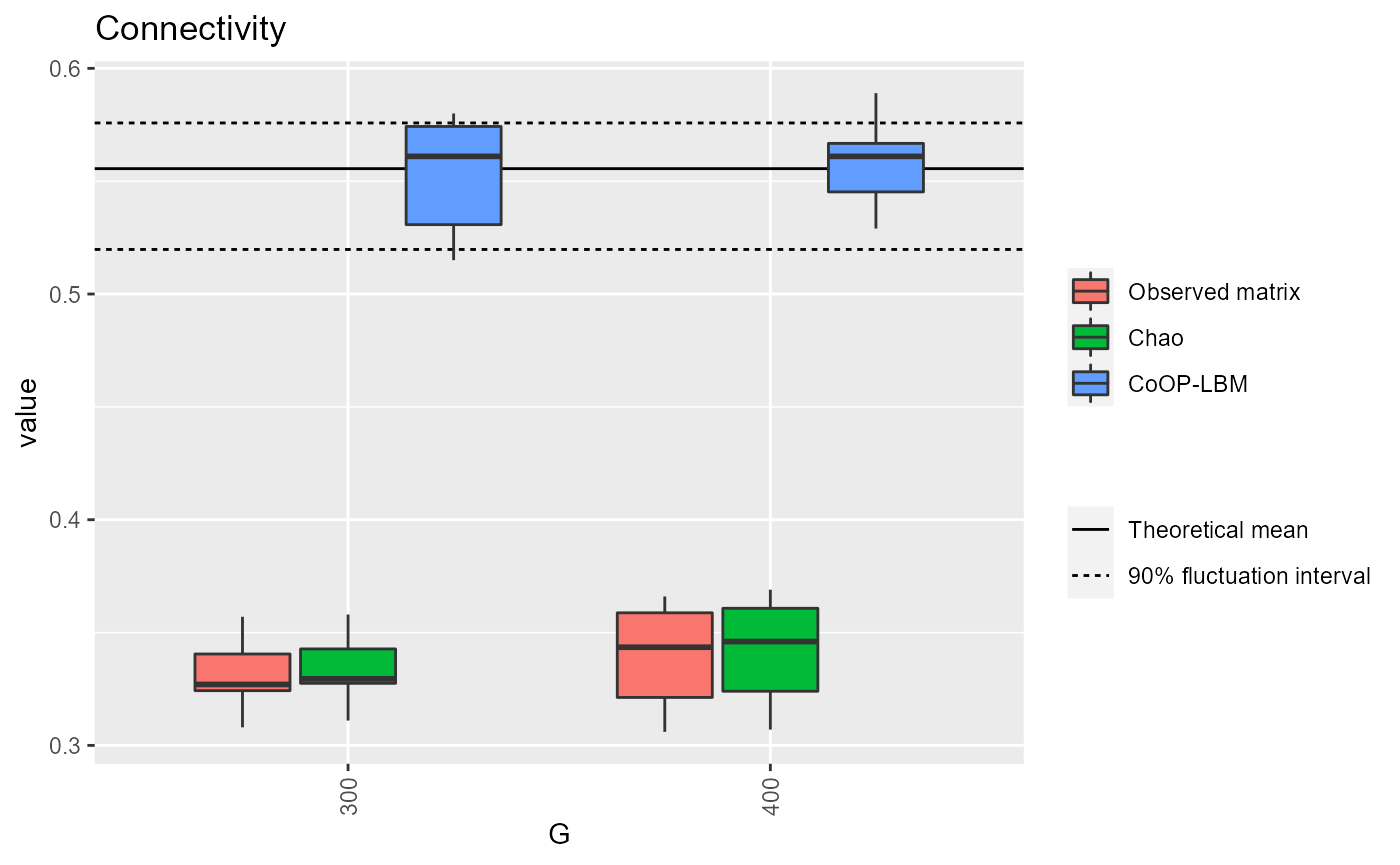 Connectivity
0.6
0.5
0.4
0.3
value
300
400
G
Observed matrix
Chao
CoOP-LBM
Theoretical mean
90% fluctuation interval